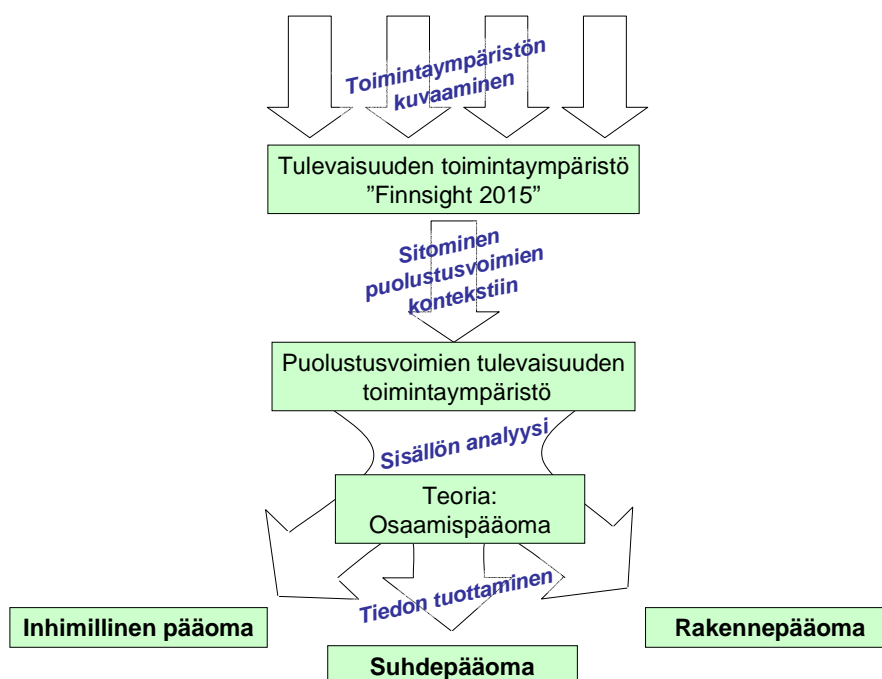 Toimintaympäristön
kuvaaminen
Tulevaisuuden toimintaympäristö
”Finnsight 2015”
Sitominen
puolustusvoimien
kontekstiin
Puolustusvoimien tulevaisuuden
toimintaympäristö
Sisällön analyysi
Teoria:
Osaamispääoma
Tiedon tuottaminen
Inhimillinen pääoma
Rakennepääoma
Suhdepääoma